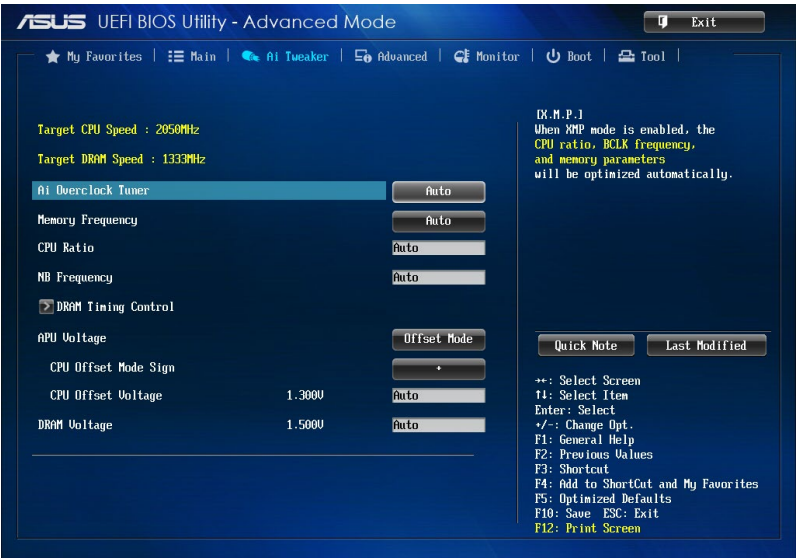 ASUS UEFI BIOS Utility - Advanced Mode
Exit
My Favorites | Main | Ai Tweaker | Advanced | Monitor | Boot | Tool |
Target CPU Speed : 2050MHz
Target DRAM Speed : 1333MHz
Ai Overclock Tuner Auto
Memory Frequency Auto
CPU Ratio Auto
NB Frequency Auto
> DRAM Timing Control
APU Voltage Offset Mode
CPU Offset Mode Sign +
CPU Offset Voltage 1.300V Auto
DRAM Voltage 1.500V Auto
[X.M.P.]
When XMP mode is enabled, the
CPU ratio, BCLK frequency,
and memory parameters
will be optimized automatically.
Quick Note Last Modified
→←: Select Screen
↑↓: Select Item
Enter: Select
+/-: Change Opt.
F1: General Help
F2: Previous Values
F3: Shortcut
F4: Add to ShortCut and My Favorites
F5: Optimized Defaults
F10: Save ESC: Exit
F12: Print Screen